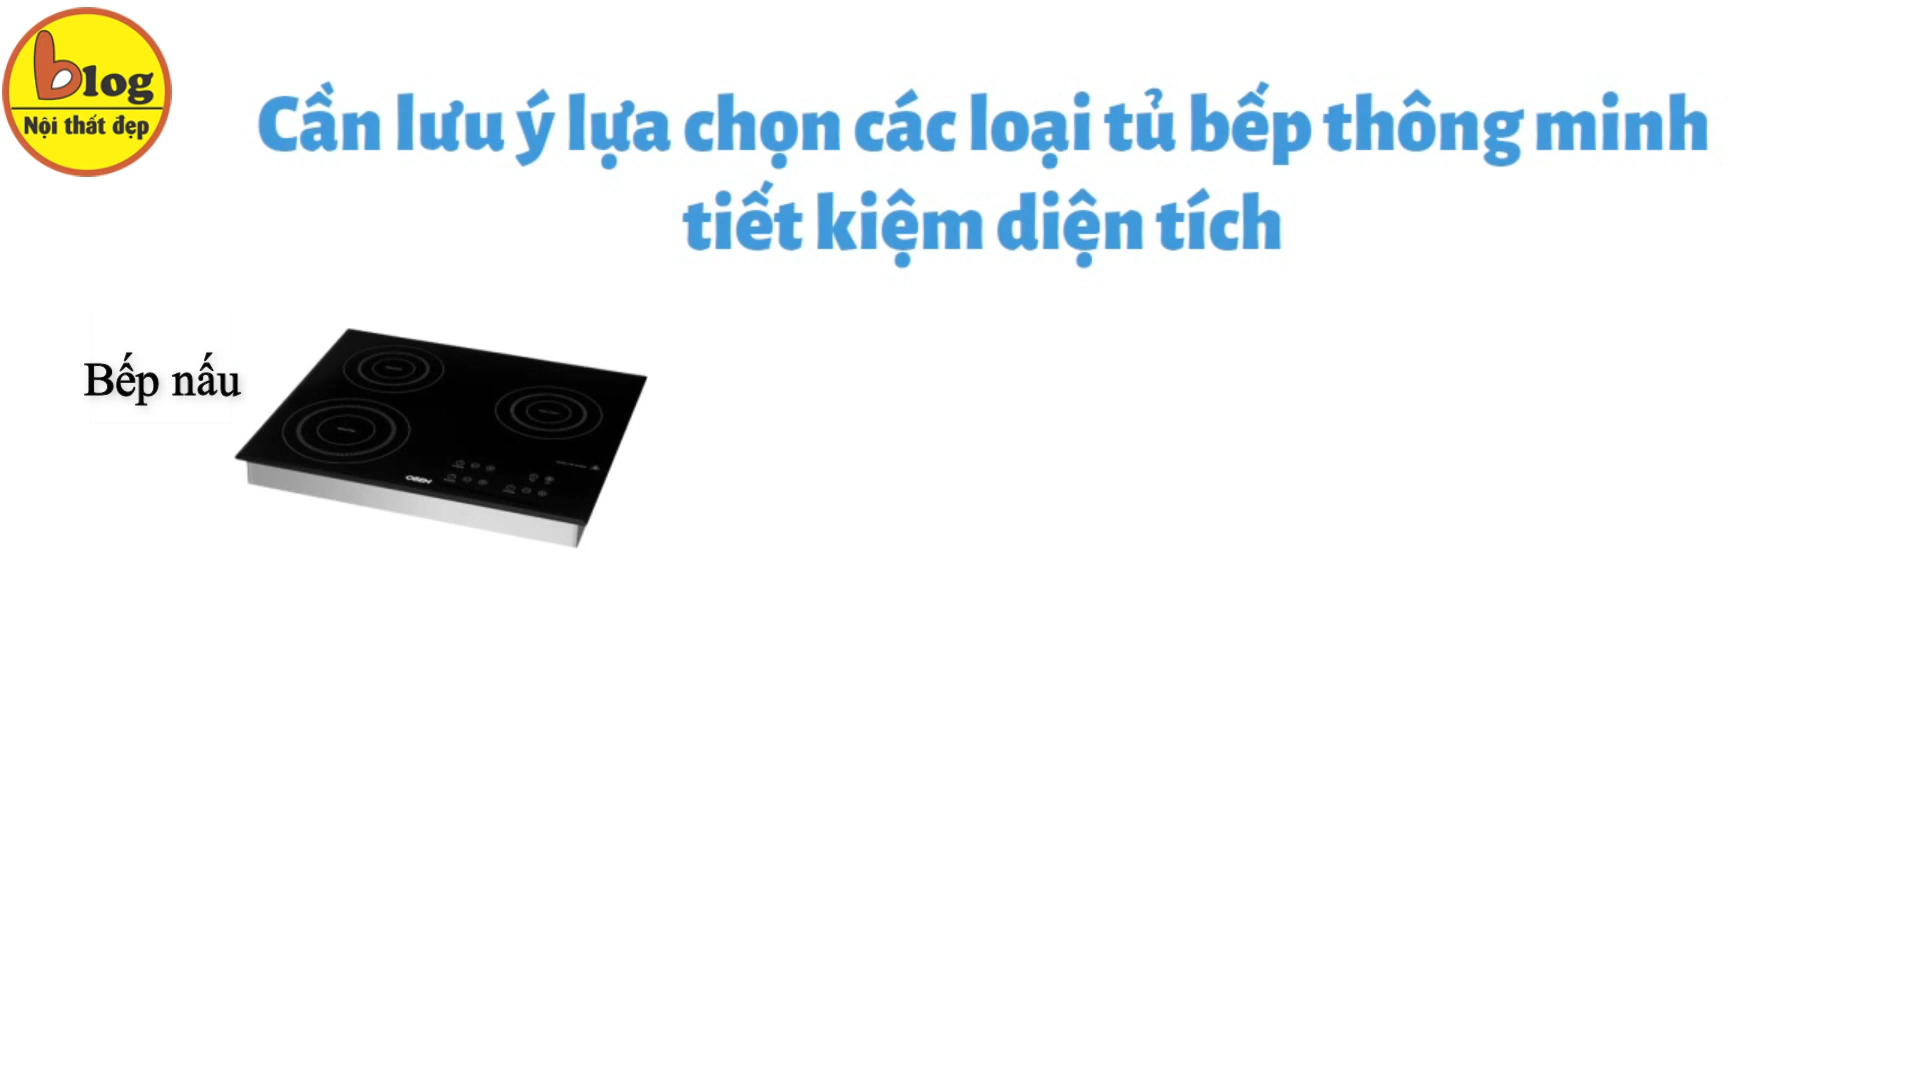 blog
Nội thất đẹp
Cần lưu ý lựa chọn các loại tủ bếp thông minh
tiết kiệm diện tích
Bếp nấu